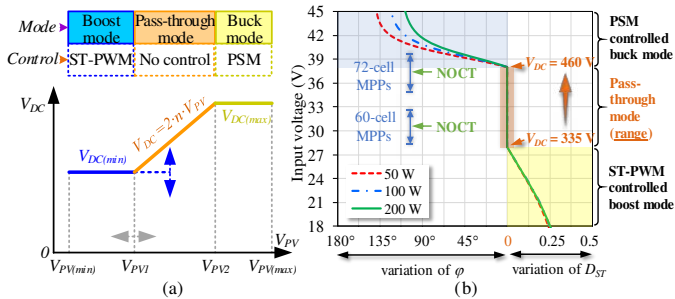 Mode
Boost mode
Pass-through mode
Buck mode
Control
ST-PWM
No control
PSM
V_DC
V_DC(max)
V_DC=2·n·V_PV
V_DC(min)
0
V_PV
V_PV(min)
V_PV1
V_PV2
V_PV(max)
(a)
Input voltage (V)
45
42
39
36
33
30
27
24
21
18
72-cell MPPs
NOCT
60-cell MPPs
NOCT
50 W
100 W
200 W
V_DC = 460 V
V_DC = 335 V
PSM controlled buck mode
Pass-through mode (range)
ST-PWM controlled boost mode
180° 135° 90° 45° 0 0.25 0.5
variation of φ
variation of D_ST
(b)